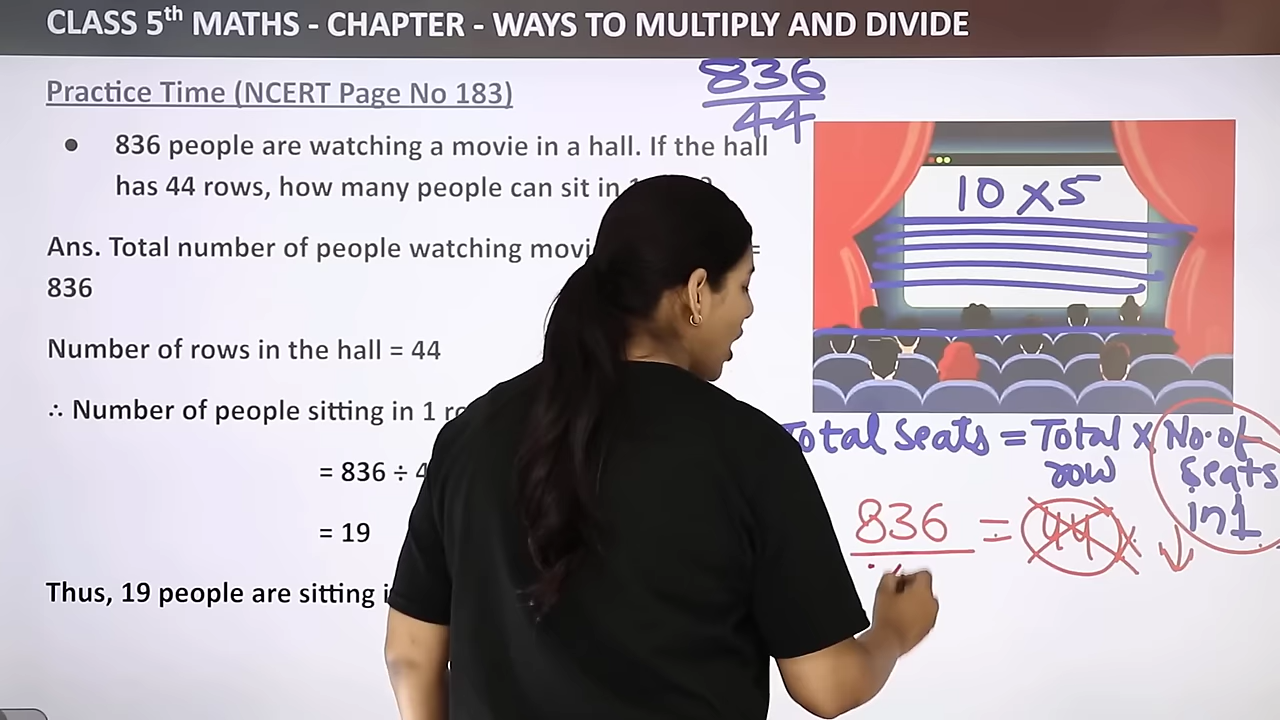 CLASS 5th MATHS - CHAPTER - WAYS TO MULTIPLY AND DIVIDE
Practice Time (NCERT Page No 183)
836
44
• 836 people are watching a movie in a hall. If the hall
has 44 rows, how many people can sit in
10 x 5
Ans. Total number of people watching =
836
Number of rows in the hall = 44
∴ Number of people sitting in 1
= 836 ÷
= 19
Thus, 19 people are sitting
Total Seats = Total row x No. of Seats in 1
836 = 44 x